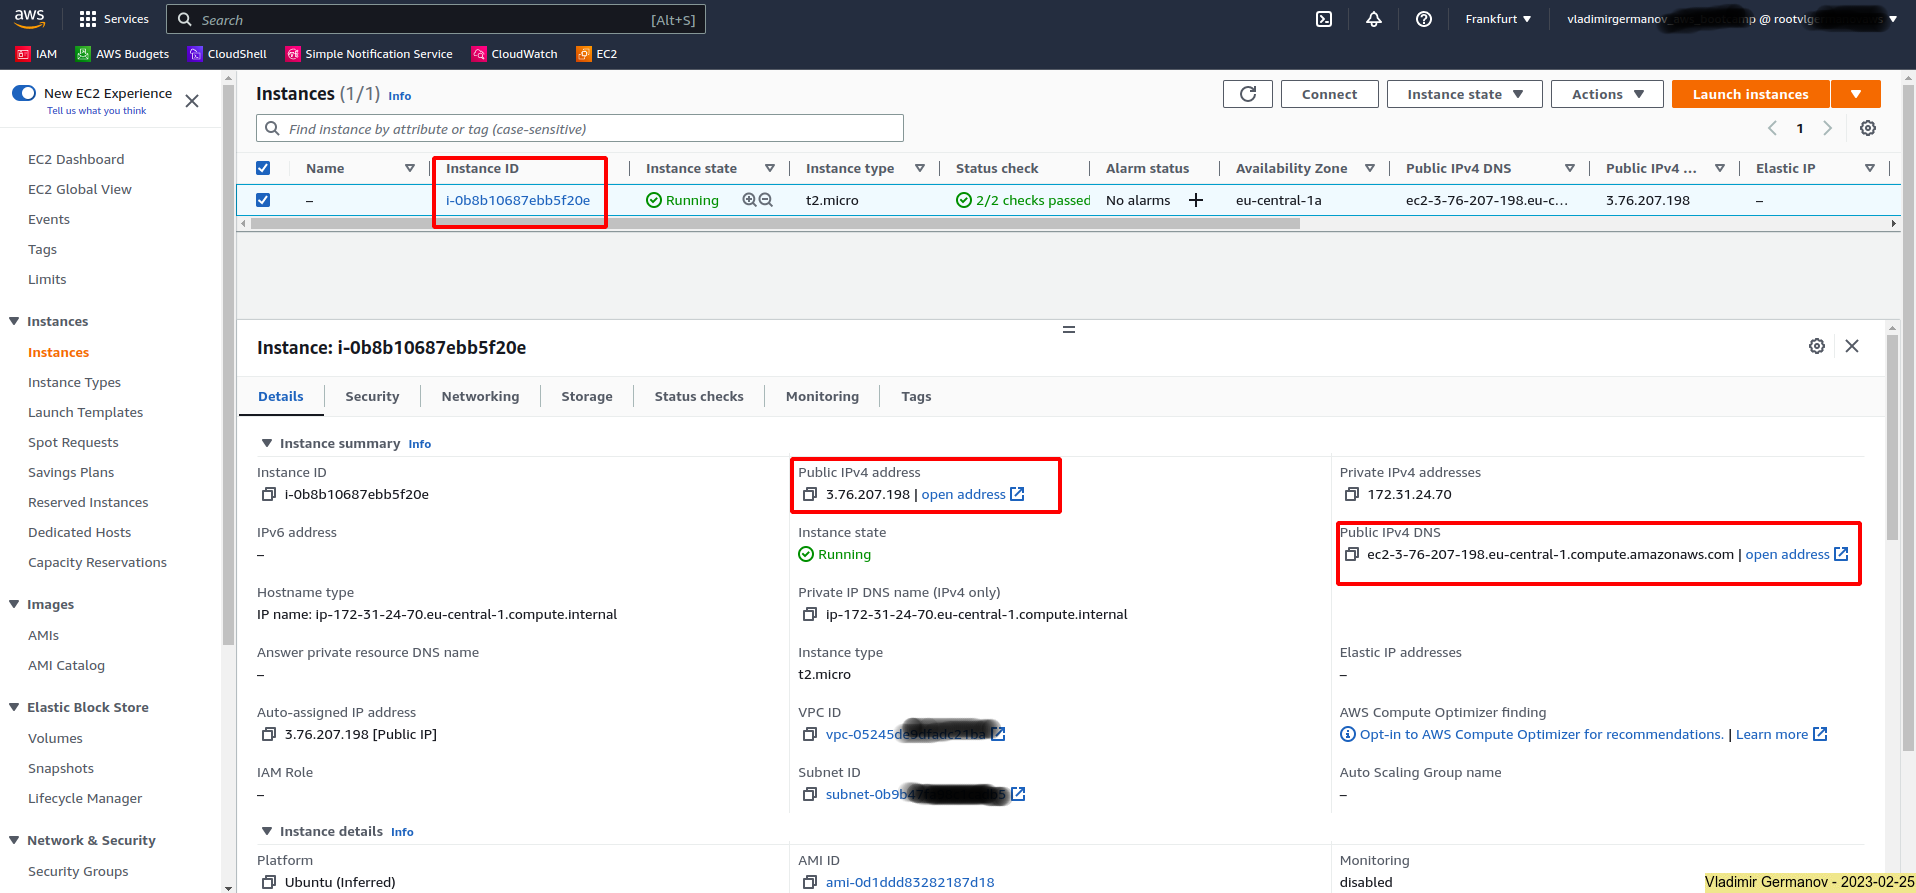 aws
Services
Search
[Alt+S]
Frankfurt
vladimirgermanov_aws_bootcamp @ rootvlge
IAM
AWS Budgets
CloudShell
Simple Notification Service
CloudWatch
EC2
New EC2 Experience
Tell us what you think
EC2 Dashboard
EC2 Global View
Events
Tags
Limits
Instances
Instances
Instance Types
Launch Templates
Spot Requests
Savings Plans
Reserved Instances
Dedicated Hosts
Capacity Reservations
Images
AMIs
AMI Catalog
Elastic Block Store
Volumes
Snapshots
Lifecycle Manager
Network & Security
Security Groups
Instances (1/1) Info
Connect
Instance state
Actions
Launch instances
Find instance by attribute or tag (case-sensitive)
1
Name Instance ID Instance state Instance type Status check Alarm status Availability Zone Public IPv4 DNS Public IPv4 ... Elastic IP
– i-0b8b10687ebb5f20e Running t2.micro 2/2 checks passed No alarms + eu-central-1a ec2-3-76-207-198.eu-c... 3.76.207.198 –
Instance: i-0b8b10687ebb5f20e
Details Security Networking Storage Status checks Monitoring Tags
Instance summary Info
Instance ID
i-0b8b10687ebb5f20e
Public IPv4 address
3.76.207.198 | open address
Private IPv4 addresses
172.31.24.70
IPv6 address
–
Instance state
Running
Public IPv4 DNS
ec2-3-76-207-198.eu-central-1.compute.amazonaws.com | open address
Hostname type
IP name: ip-172-31-24-70.eu-central-1.compute.internal
Private IP DNS name (IPv4 only)
ip-172-31-24-70.eu-central-1.compute.internal
Answer private resource DNS name
–
Instance type
t2.micro
Elastic IP addresses
–
Auto-assigned IP address
3.76.207.198 [Public IP]
VPC ID
vpc-05245de
AWS Compute Optimizer finding
Opt-in to AWS Compute Optimizer for recommendations. | Learn more
IAM Role
–
Subnet ID
subnet-0b9b47
Auto Scaling Group name
–
Instance details Info
Platform
Ubuntu (Inferred)
AMI ID
ami-0d1ddd83282187d18
Monitoring
disabled
Vladimir Germanov - 2023-02-25